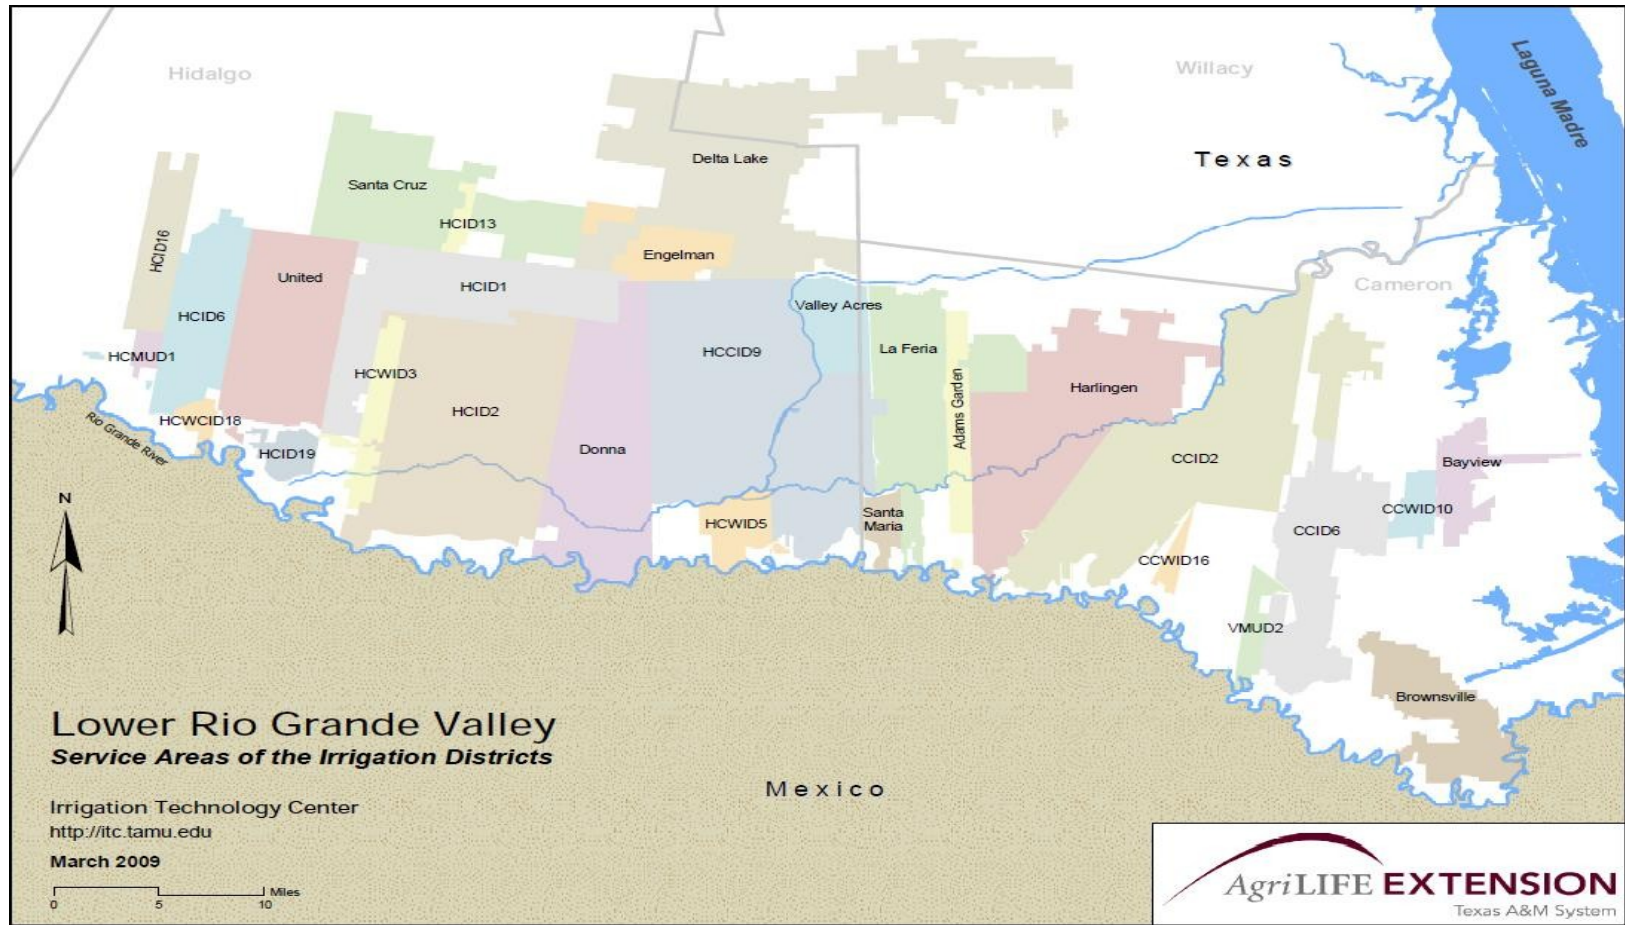 Hidalgo
Willacy
Laguna Madre
Texas
Delta Lake
Santa Cruz
HCID13
HCID16
Engelman
United
HCID1
Cameron
Valley Acres
HCID6
La Feria
HCCID9
HCMUD1
HCWID3
Harlingen
Adams Garden
HCID2
HCWCID18
Rio Grande River
HCID19
Donna
CCID2
Bayview
N
CCWID10
Santa
Maria
HCWID5
CCID6
CCWID16
VMUD2
Brownsville
Lower Rio Grande Valley
Service Areas of the Irrigation Districts
Mexico
Irrigation Technology Center
http://itc.tamu.edu
March 2009
Miles
0 5 10
AgriLIFE EXTENSION
Texas A&M System